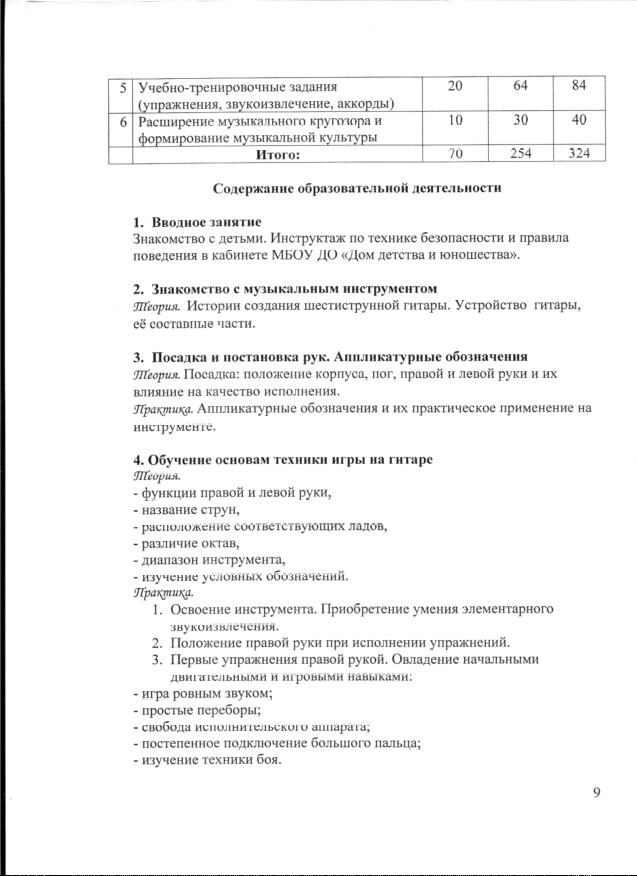 5 Учебно-тренировочные задания 20 64 84
(упражнения, звукоизвлечение, аккорды)
6 Расширение музыкального кругозора и 10 30 40
формирование музыкальной культуры
Итого: 70 254 324
Содержание образовательной деятельности
1. Вводное занятие
Знакомство с детьми. Инструктаж по технике безопасности и правила
поведения в кабинете МБОУ ДО «Дом детства и юношества».
2. Знакомство с музыкальным инструментом
Теория. Истории создания шестиструнной гитары. Устройство гитары,
её составные части.
3. Посадка и постановка рук. Аппликатурные обозначения
Теория. Посадка: положение корпуса, ног, правой и левой руки и их
влияние на качество исполнения.
Практика. Аппликатурные обозначения и их практическое применение на
инструменте.
4. Обучение основам техники игры на гитаре
Теория.
- функции правой и левой руки,
- название струн,
- расположение соответствующих ладов,
- различие октав,
- диапазон инструмента,
- изучение условных обозначений.
Практика.
1. Освоение инструмента. Приобретение умения элементарного
звукоизвлечения.
2. Положение правой руки при исполнении упражнений.
3. Первые упражнения правой рукой. Овладение начальными
двигательными и игровыми навыками:
- игра ровным звуком;
- простые переборы;
- свобода исполнительского аппарата;
- постепенное подключение большого пальца;
- изучение техники боя.
9